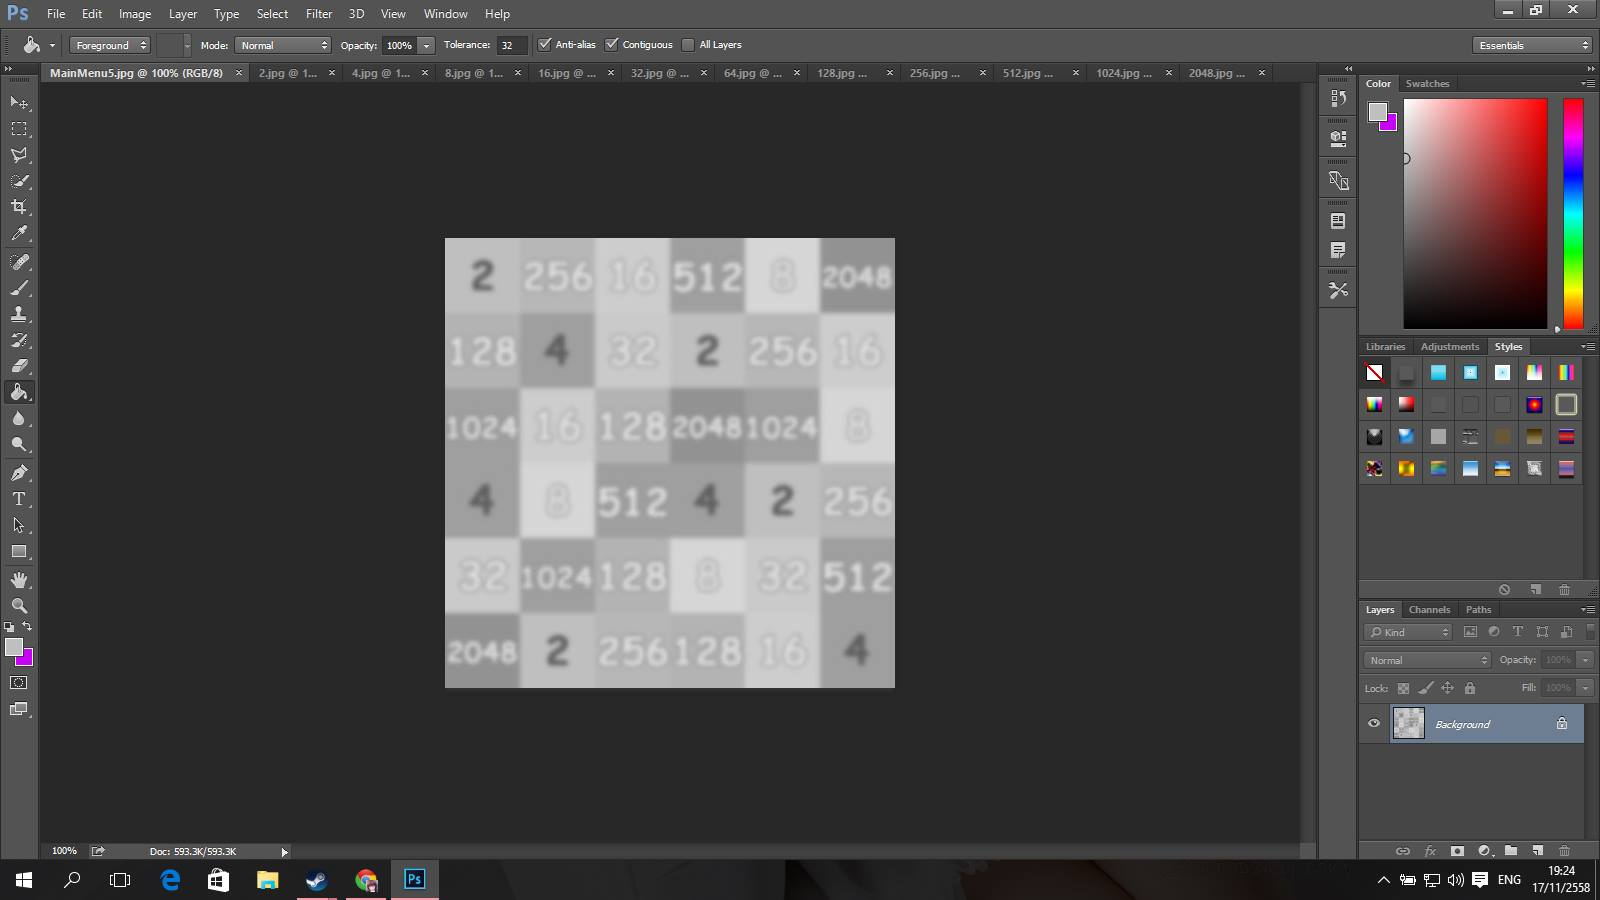 Ps File Edit Image Layer Type Select Filter 3D View Window Help
Foreground Mode: Normal Opacity: 100% Tolerance: 32 Anti-alias Contiguous All Layers Essentials
MainMenu5.jpg @ 100% (RGB/8) × 2.jpg @ 1... × 4.jpg @ 1... × 8.jpg @ 1... × 16.jpg @ ... × 32.jpg @ ... × 64.jpg @ ... × 128.jpg ... × 256.jpg ... × 512.jpg ... × 1024.jpg ... × 2048.jpg ... ×
Color Swatches
2 256 16 512 8 2048
128 4 32 2 256 16
1024 16 128 2048 1024 8
4 8 512 4 2 256
32 1024 128 8 32 512
2048 2 256 128 16 4
Libraries Adjustments Styles
Layers Channels Paths
Kind
Normal Opacity: 100%
Lock: Fill: 100%
Background
100% Doc: 593.3K/593.3K
Ps
ENG
19:24
17/11/2558